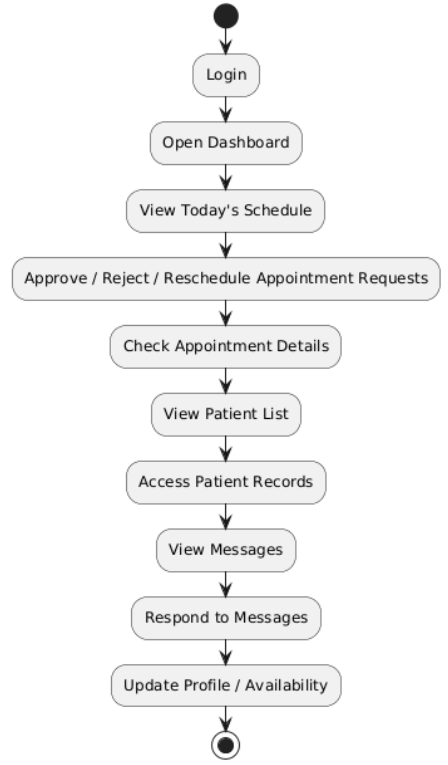 Login
Open Dashboard
View Today's Schedule
Approve / Reject / Reschedule Appointment Requests
Check Appointment Details
View Patient List
Access Patient Records
View Messages
Respond to Messages
Update Profile / Availability